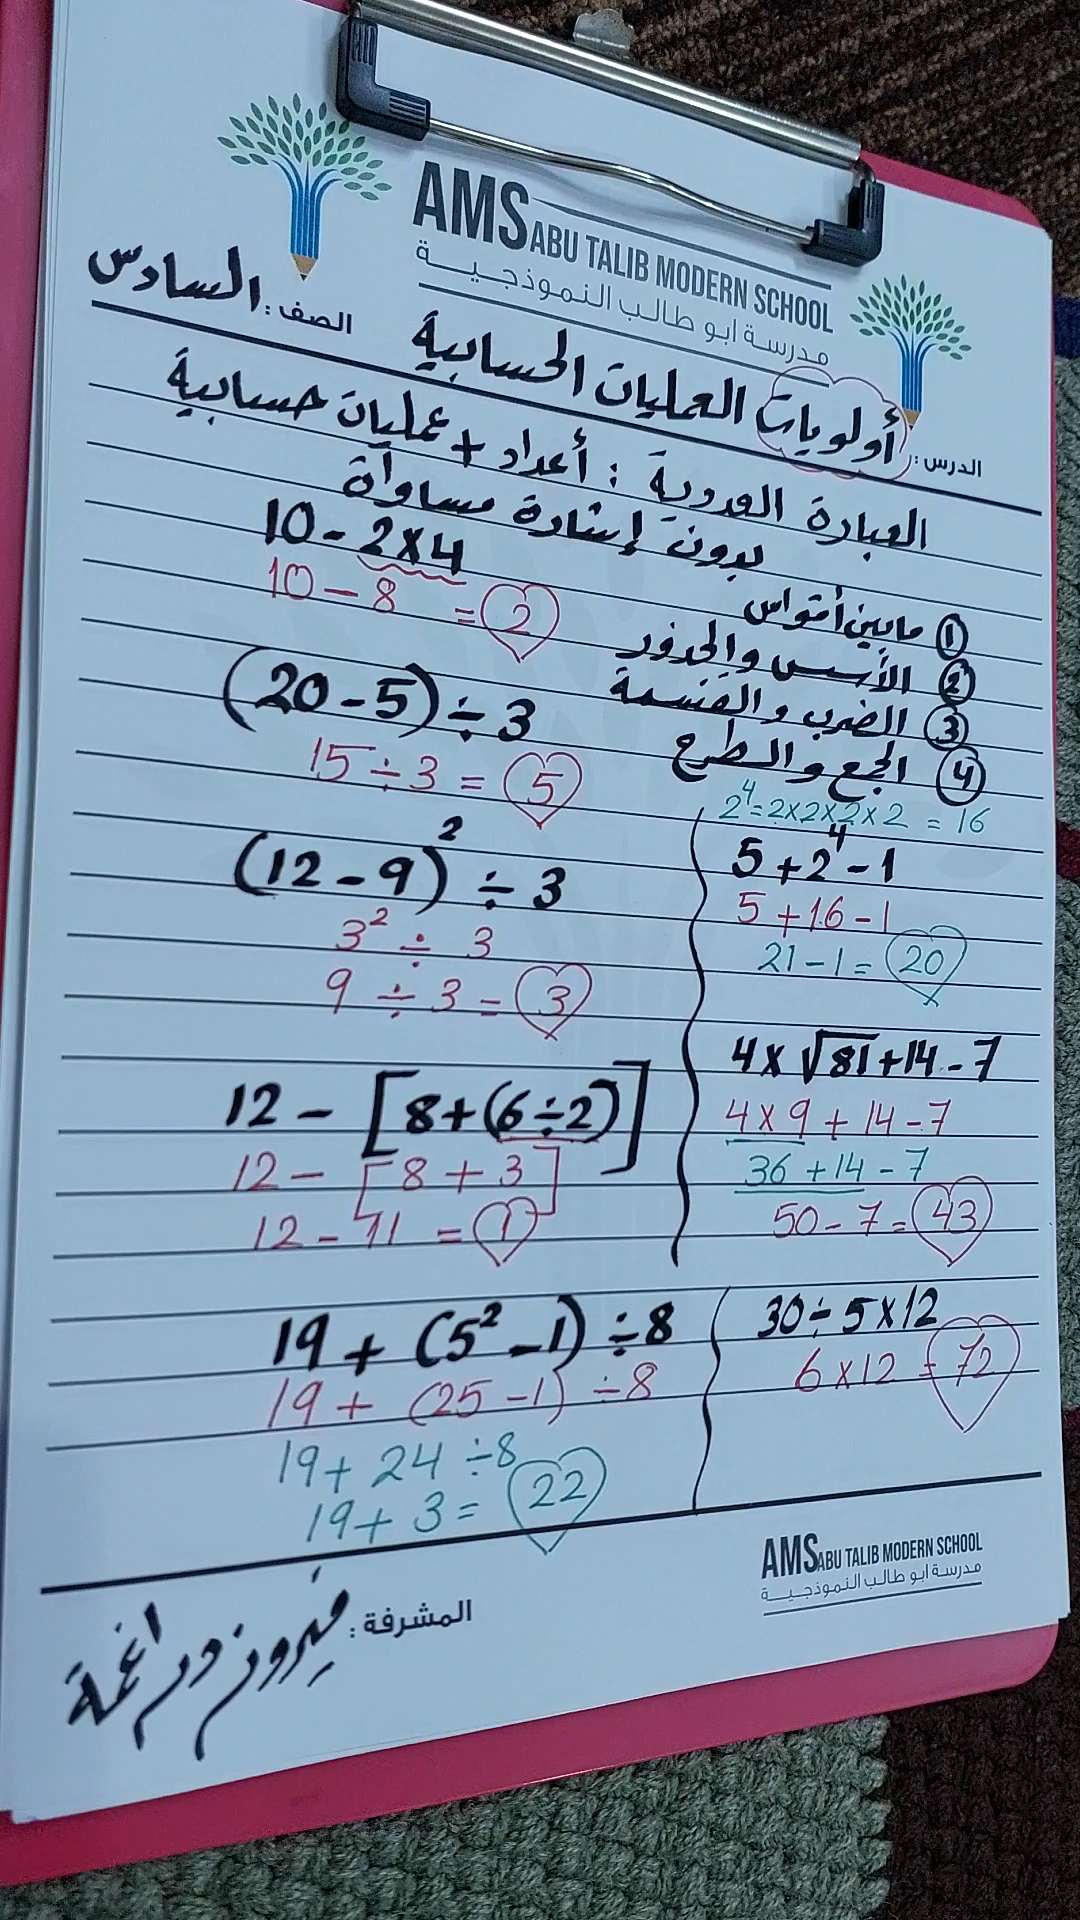 AMS ABU TALIB MODERN SCHOOL
مدرسة ابو طالب النموذجية
الصف: السادس
الدرس: أولويات العمليات الحسابية
العبارة العددية : أعداد + عمليات حسابية
بدون إشارة مساواة
① مابين أقواس
② الأسس والجذور
③ الضرب والقسمة
④ الجمع والطرح
10 - 2 x 4
10 - 8 = 2
(20 - 5) ÷ 3
15 ÷ 3 = 5
(12 - 9)² ÷ 3
3² ÷ 3
9 ÷ 3 = 3
12 - [8 + (6 ÷ 2)]
12 - [8 + 3]
12 - 11 = 1
19 + (5² - 1) ÷ 8
19 + (25 - 1) ÷ 8
19 + 24 ÷ 8
19 + 3 = 22
2⁴ = 2x2x2x2 = 16
5 + 2⁴ - 1
5 + 16 - 1
21 - 1 = 20
4 x √81 + 14 - 7
4 x 9 + 14 - 7
36 + 14 - 7
50 - 7 = 43
30 ÷ 5 x 12
6 x 12 = 72
المشرفة:
AMS ABU TALIB MODERN SCHOOL
مدرسة ابو طالب النموذجية